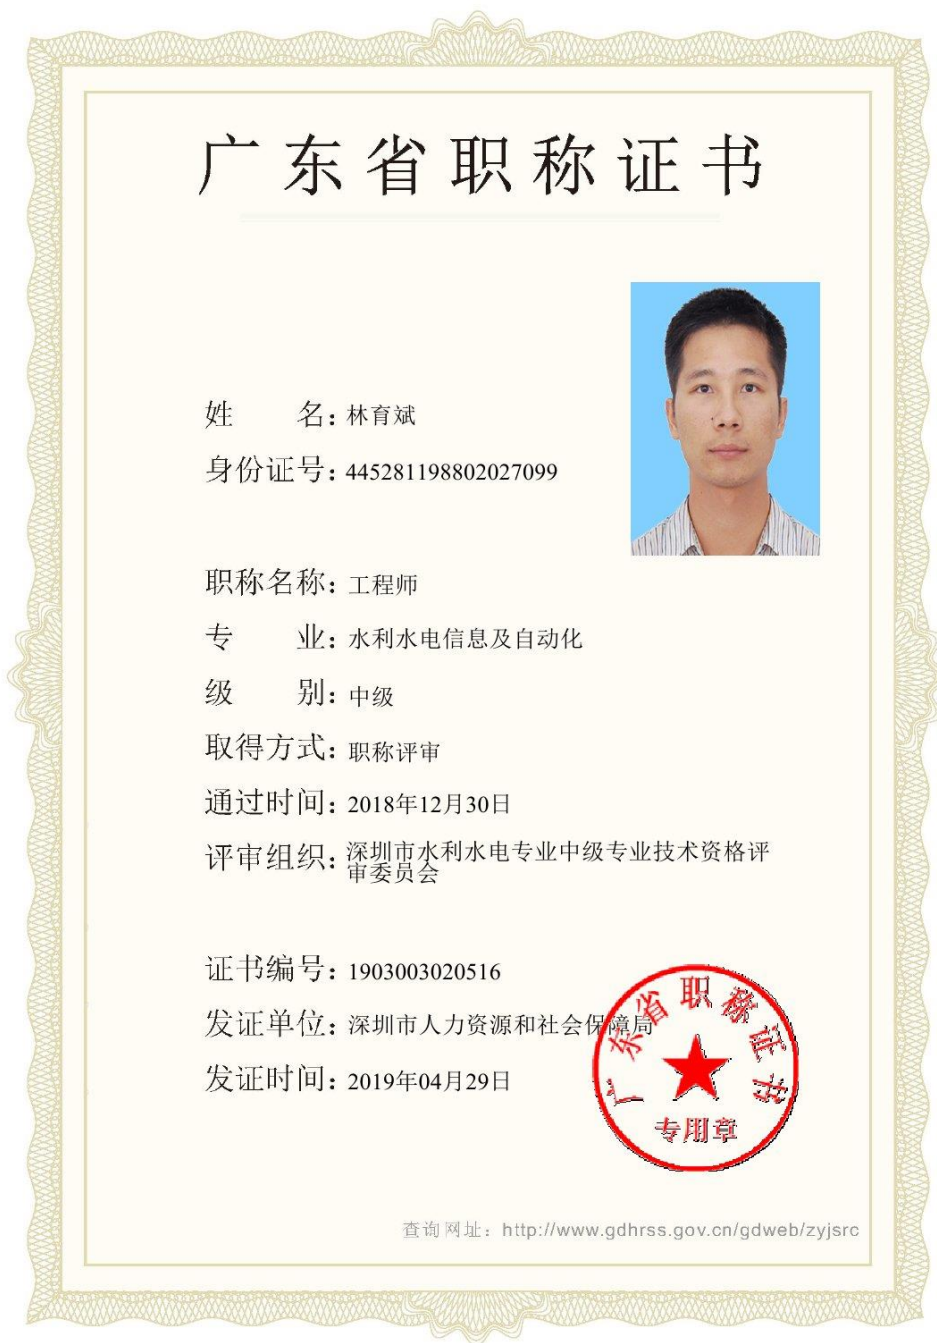 广东省职称证书
姓 名：林育斌
身份证号：445281198802027099
职称名称：工程师
专 业：水利水电信息及自动化
级 别：中级
取得方式：职称评审
通过时间：2018年12月30日
评审组织：深圳市水利水电专业中级专业技术资格评
审委员会
证书编号：1903003020516
发证单位：深圳市人力资源和社会保障局
发证时间：2019年04月29日
广东省职称证书
专用章
查询网址：http://www.gdhrss.gov.cn/gdweb/zyjsrc